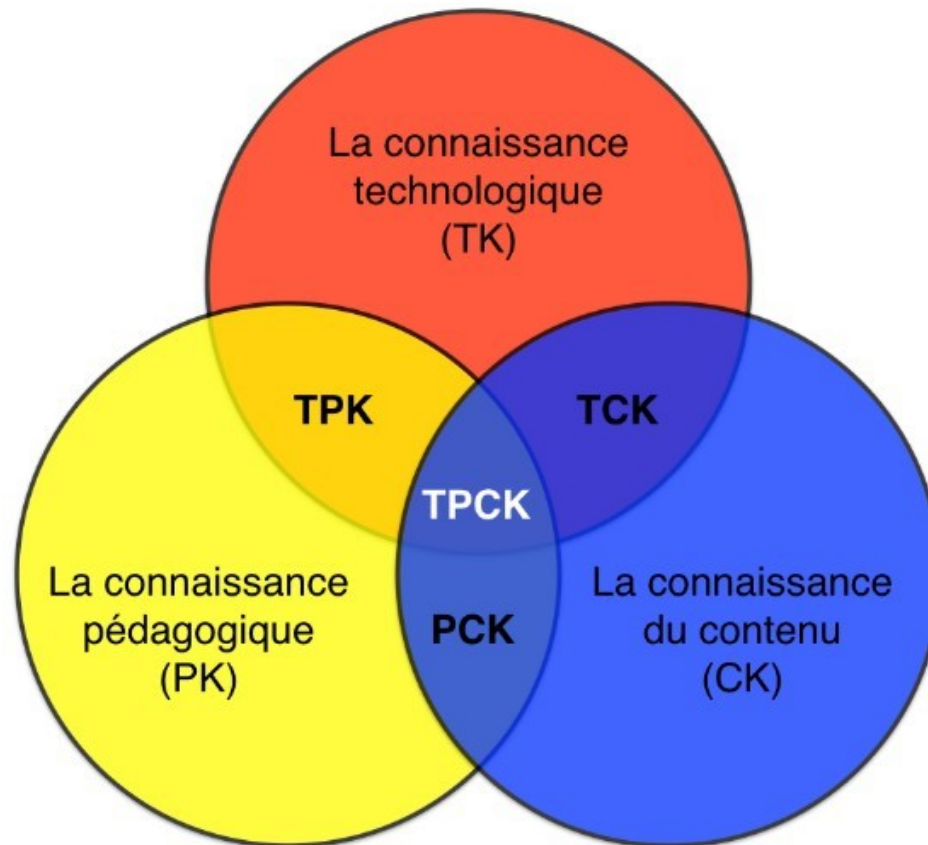 La connaissance
technologique
(TK)
TPK
TCK
TPCK
La connaissance
pédagogique
(PK)
PCK
La connaissance
du contenu
(CK)